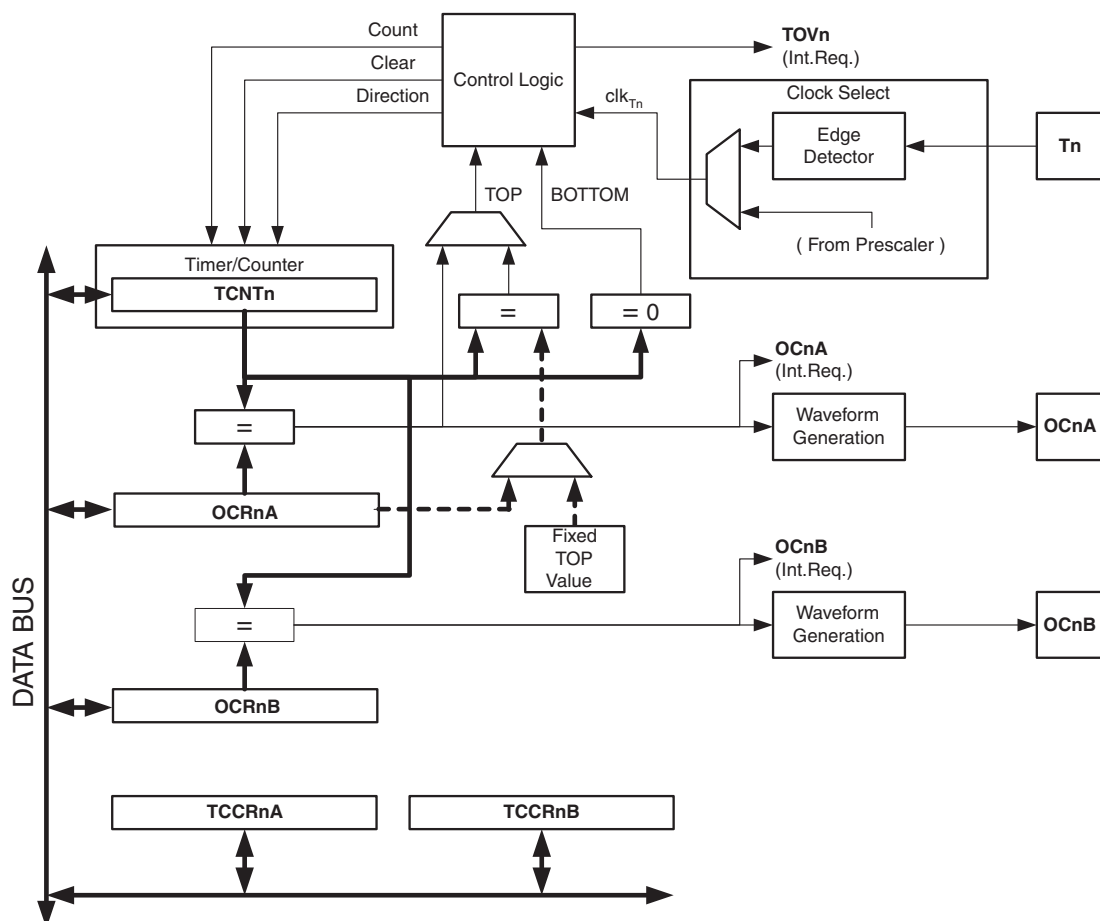 Count
Clear
Direction
Control Logic
TOVn
(Int.Req.)
clkTn
Clock Select
Edge
Detector
Tn
( From Prescaler )
TOP
BOTTOM
Timer/Counter
TCNTn
=
= 0
OCnA
(Int.Req.)
=
Waveform
Generation
OCnA
OCRnA
Fixed
TOP
Value
OCnB
(Int.Req.)
=
Waveform
Generation
OCnB
OCRnB
DATA BUS
TCCRnA
TCCRnB